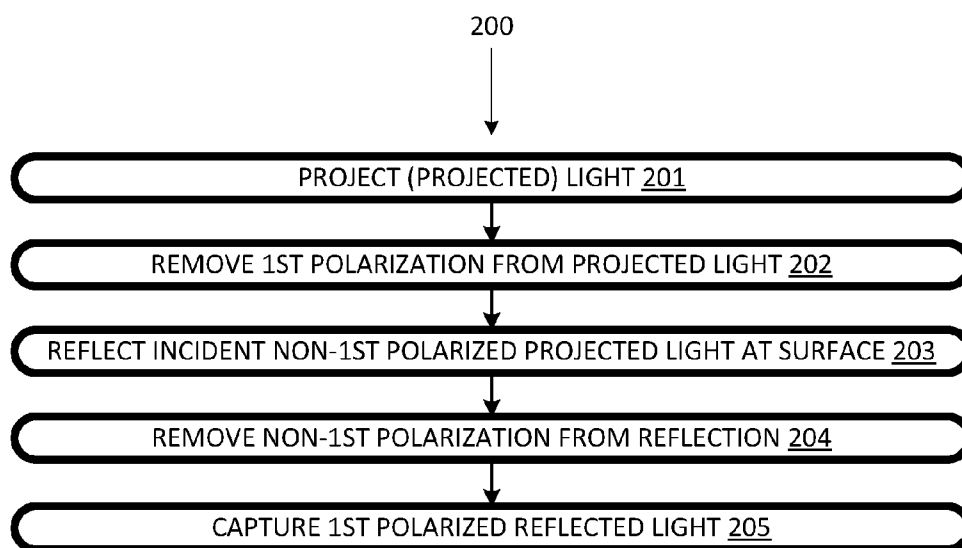 200
PROJECT (PROJECTED) LIGHT 201
REMOVE 1ST POLARIZATION FROM PROJECTED LIGHT 202
REFLECT INCIDENT NON-1ST POLARIZED PROJECTED LIGHT AT SURFACE 203
REMOVE NON-1ST POLARIZATION FROM REFLECTION 204
CAPTURE 1ST POLARIZED REFLECTED LIGHT 205